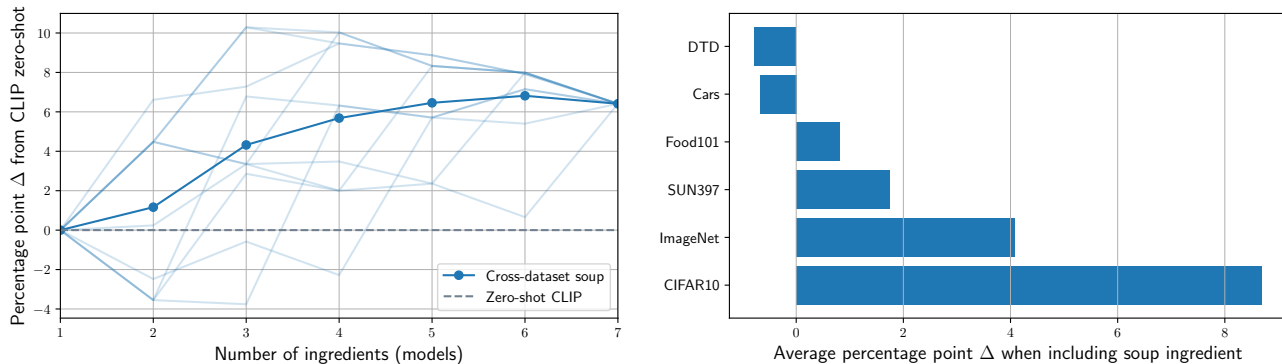 Percentage point Δ from CLIP zero-shot
10
8
6
4
2
0
−2
−4
1 2 3 4 5 6 7
Number of ingredients (models)
Cross-dataset soup
Zero-shot CLIP
DTD
Cars
Food101
SUN397
ImageNet
CIFAR10
0 2 4 6 8
Average percentage point Δ when including soup ingredient